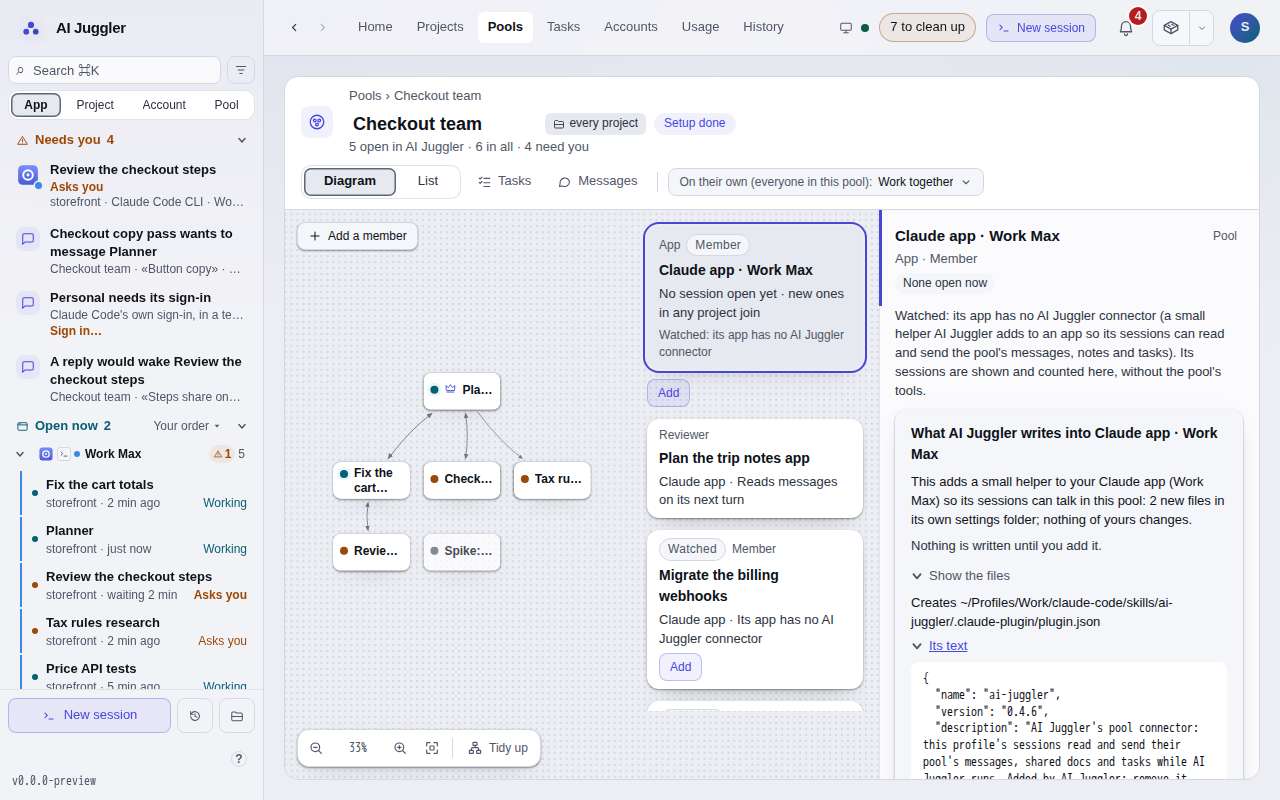 AI Juggler
Search ⌘K
App Project Account Pool
Needs you 4
Review the checkout steps
Asks you
storefront · Claude Code CLI · Wo…
Checkout copy pass wants to
message Planner
Checkout team · «Button copy» · …
Personal needs its sign-in
Claude Code's own sign-in, in a te…
Sign in…
A reply would wake Review the
checkout steps
Checkout team · «Steps share on…
Open now 2 Your order
Work Max 1 5
Fix the cart totals
storefront · 2 min ago Working
Planner
storefront · just now Working
Review the checkout steps
storefront · waiting 2 min Asks you
Tax rules research
storefront · 2 min ago Asks you
Price API tests
storefront · 5 min ago Working
New session
?
v0.0.0-preview
Home Projects Pools Tasks Accounts Usage History
7 to clean up
New session
4
S
Pools › Checkout team
Checkout team every project Setup done
5 open in AI Juggler · 6 in all · 4 need you
Diagram List Tasks Messages On their own (everyone in this pool): Work together
Add a member
Pla…
Fix the
cart…
Check…
Tax ru…
Revie…
Spike:…
33%
Tidy up
App Member
Claude app · Work Max
No session open yet · new ones
in any project join
Watched: its app has no AI Juggler
connector
Add
Reviewer
Plan the trip notes app
Claude app · Reads messages
on its next turn
Watched Member
Migrate the billing
webhooks
Claude app · Its app has no AI
Juggler connector
Add
Claude app · Work Max Pool
App · Member
None open now
Watched: its app has no AI Juggler connector (a small
helper AI Juggler adds to an app so its sessions can read
and send the pool's messages, notes and tasks). Its
sessions are shown and counted here, without the pool's
tools.
What AI Juggler writes into Claude app · Work
Max
This adds a small helper to your Claude app (Work
Max) so its sessions can talk in this pool: 2 new files in
its own settings folder; nothing of yours changes.
Nothing is written until you add it.
Show the files
Creates ~/Profiles/Work/claude-code/skills/ai-
juggler/.claude-plugin/plugin.json
Its text
{
"name": "ai-juggler",
"version": "0.4.6",
"description": "AI Juggler's pool connector:
this profile's sessions read and send their
pool's messages, shared docs and tasks while AI
Juggler runs. Added by AI Juggler; remove it